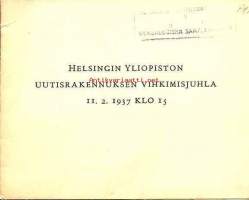 HELSINGIN YLIOPISTON
UUTISRAKENNUKSEN VIHKIMISJUHLA
11. 2. 1937 KLO 15